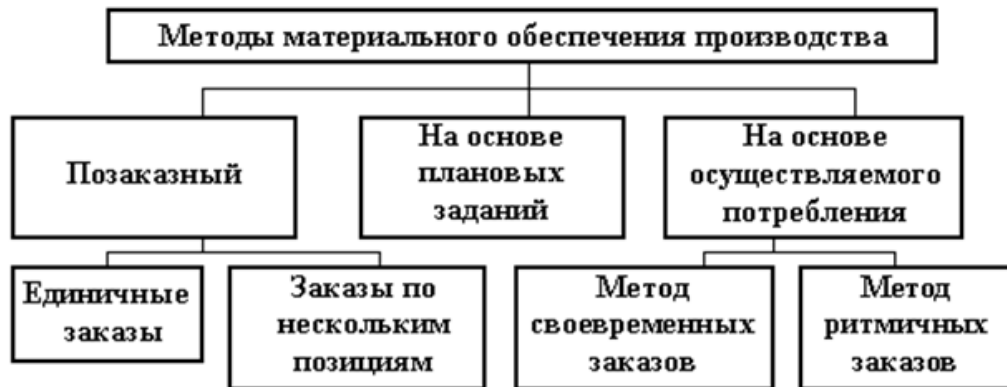 Методы материального обеспечения производства
Позаказный
На основе
плановых
заданий
На основе
осуществляемого
потребления
Единичные
заказы
Заказы по
нескольким
позициям
Метод
своевременных
заказов
Метод
ритмичных
заказов